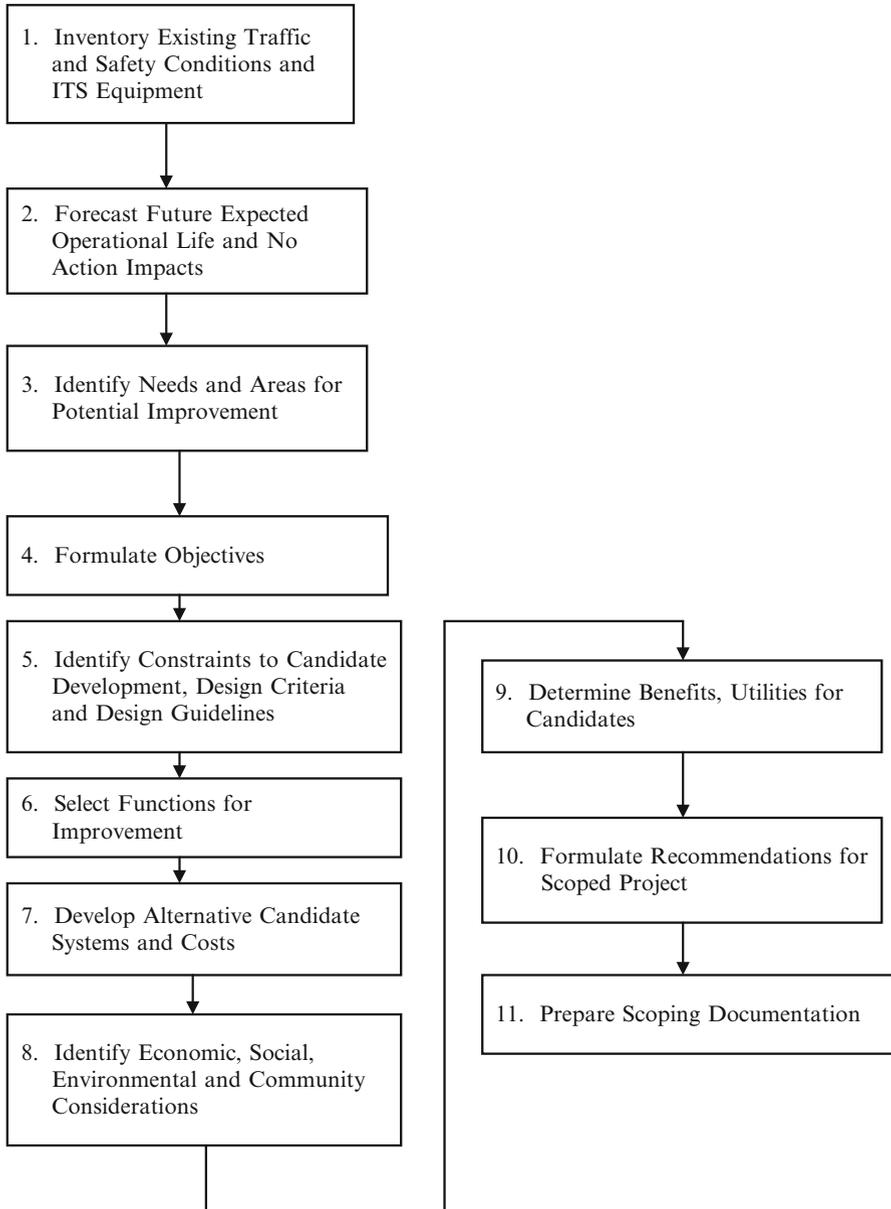 1. Inventory Existing Traffic
and Safety Conditions and
ITS Equipment
2. Forecast Future Expected
Operational Life and No
Action Impacts
3. Identify Needs and Areas for
Potential Improvement
4. Formulate Objectives
5. Identify Constraints to Candidate
Development, Design Criteria
and Design Guidelines
6. Select Functions for
Improvement
7. Develop Alternative Candidate
Systems and Costs
8. Identify Economic, Social,
Environmental and Community
Considerations
9. Determine Benefits, Utilities for
Candidates
10. Formulate Recommendations for
Scoped Project
11. Prepare Scoping Documentation